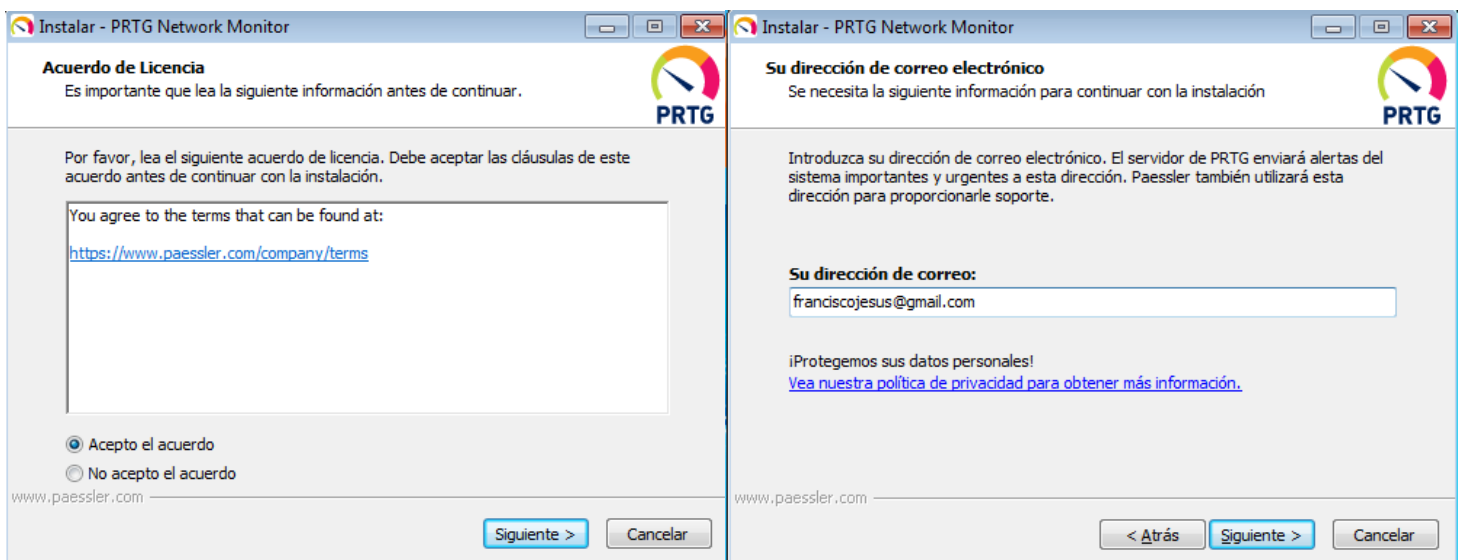 Instalar - PRTG Network Monitor
Acuerdo de Licencia
Es importante que lea la siguiente información antes de continuar.
PRTG
Por favor, lea el siguiente acuerdo de licencia. Debe aceptar las cláusulas de este
acuerdo antes de continuar con la instalación.
You agree to the terms that can be found at:
https://www.paessler.com/company/terms
Acepto el acuerdo
No acepto el acuerdo
www.paessler.com
Siguiente >
Cancelar
Instalar - PRTG Network Monitor
Su dirección de correo electrónico
Se necesita la siguiente información para continuar con la instalación
PRTG
Introduzca su dirección de correo electrónico. El servidor de PRTG enviará alertas del
sistema importantes y urgentes a esta dirección. Paessler también utilizará esta
dirección para proporcionarle soporte.
Su dirección de correo:
franciscojesus@gmail.com
¡Protegemos sus datos personales!
Vea nuestra política de privacidad para obtener más información.
www.paessler.com
< Atrás
Siguiente >
Cancelar